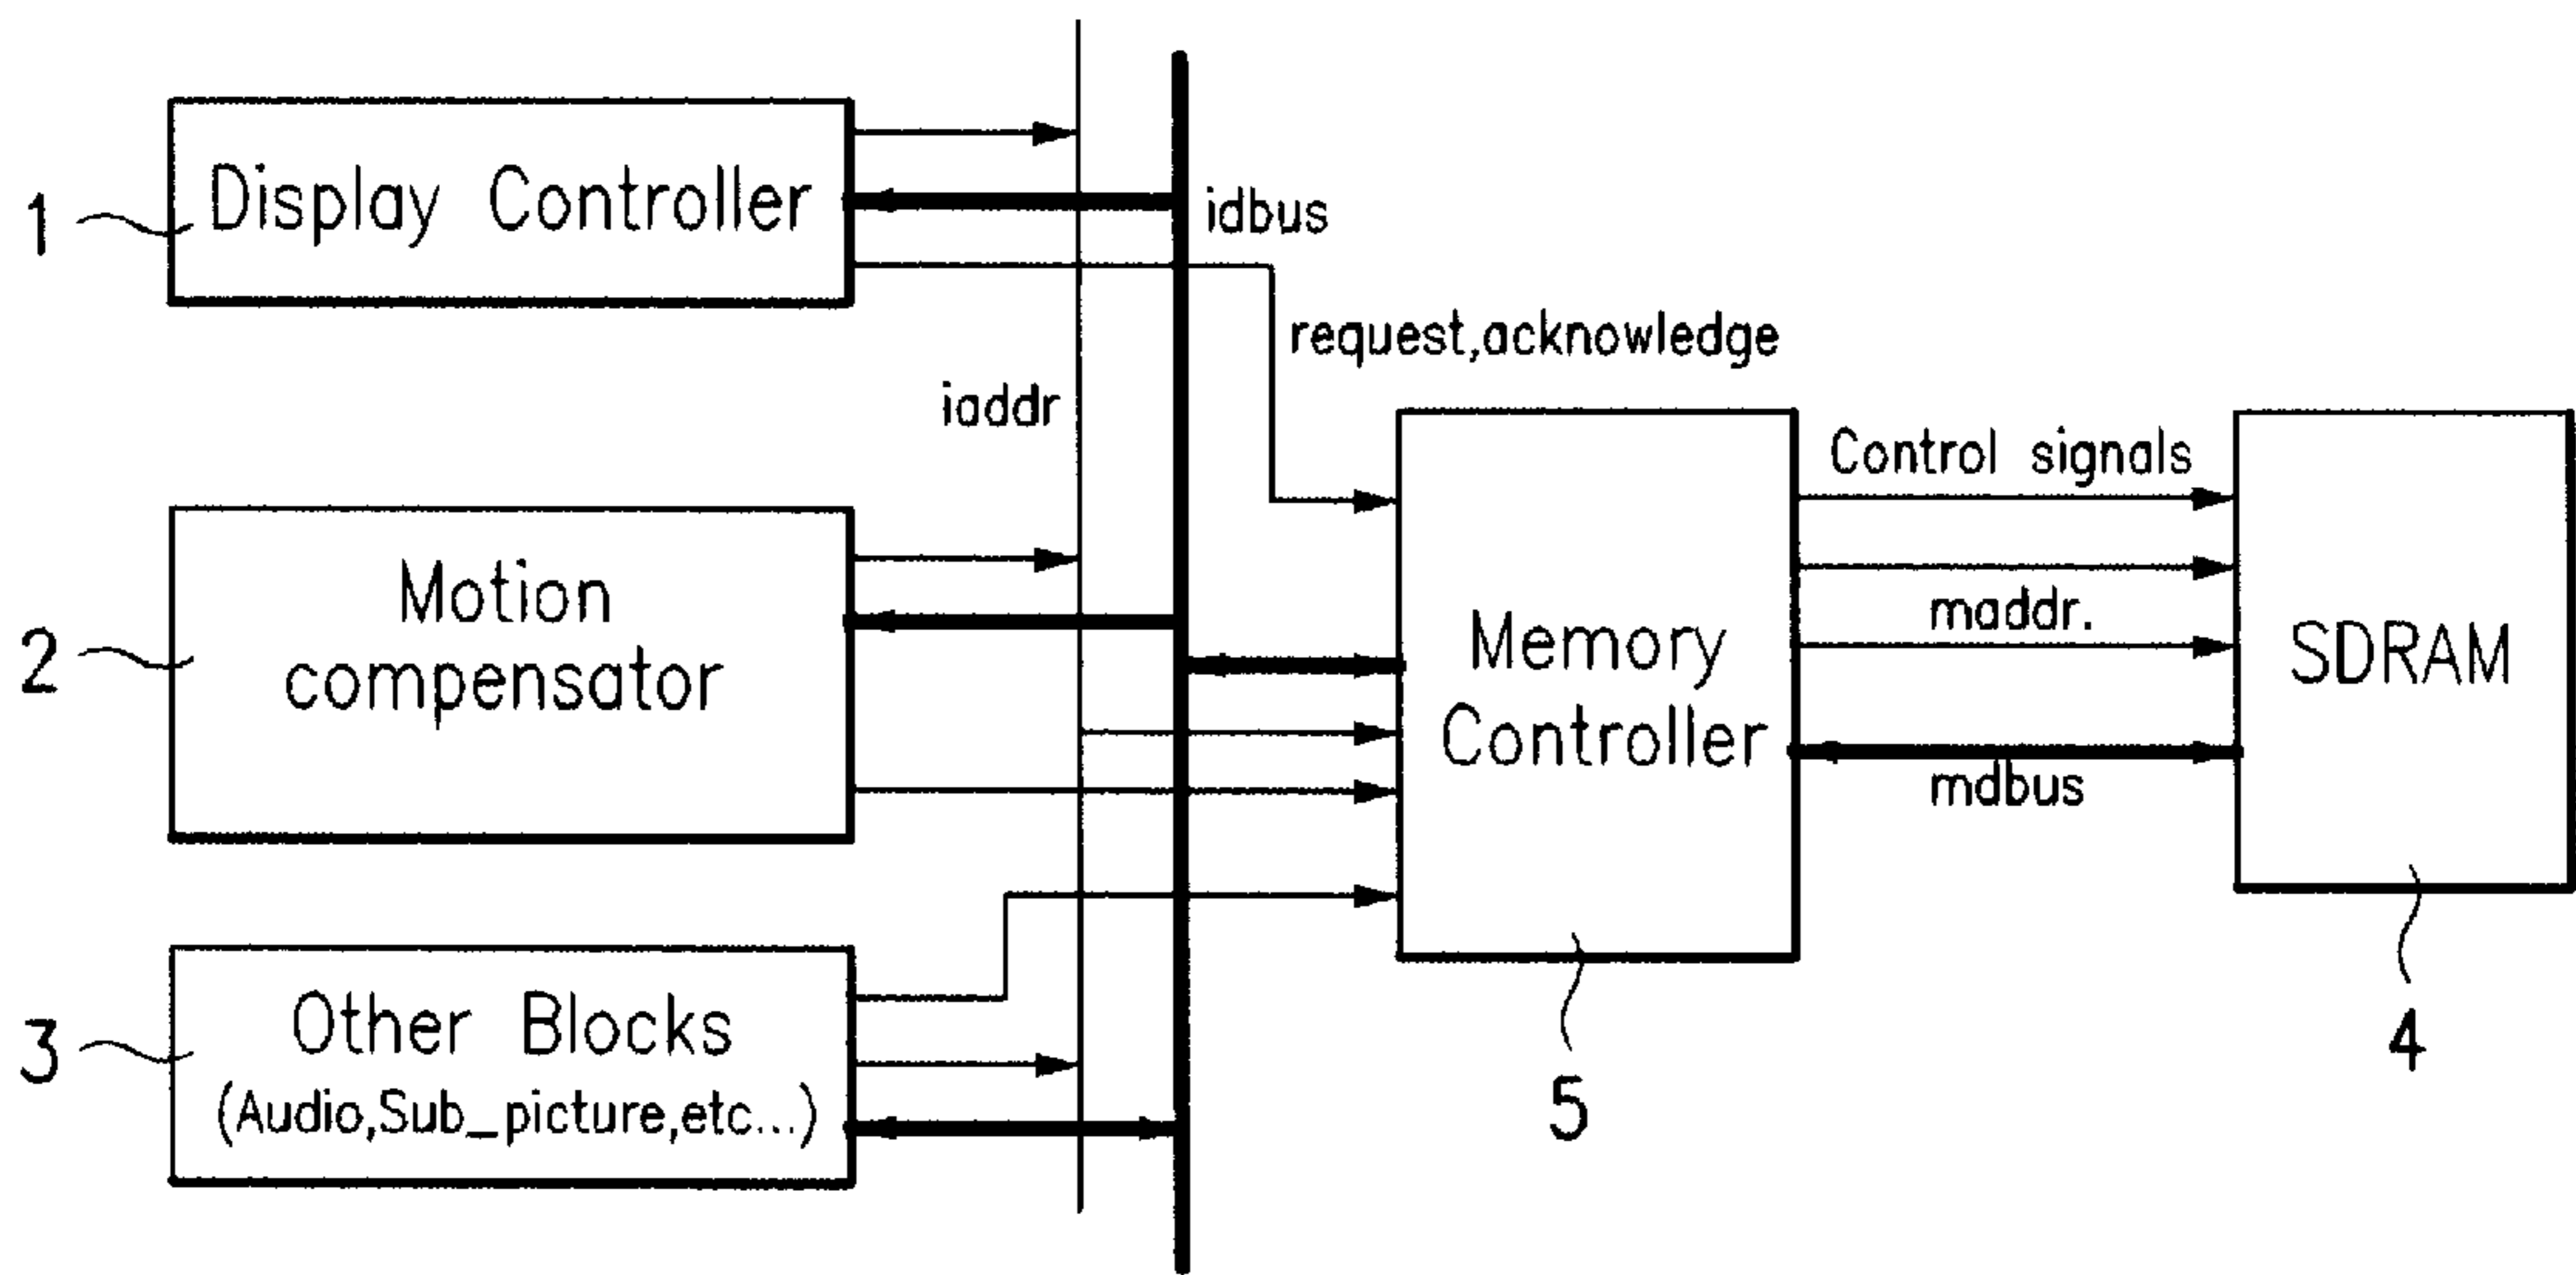 1
Display Controller
idbus
request,acknowledge
iaddr
2
Motion
compensator
Memory
Controller
Control signals
maddr.
mdbus
SDRAM
3
Other Blocks
(Audio,Sub_picture,etc...)
5
4